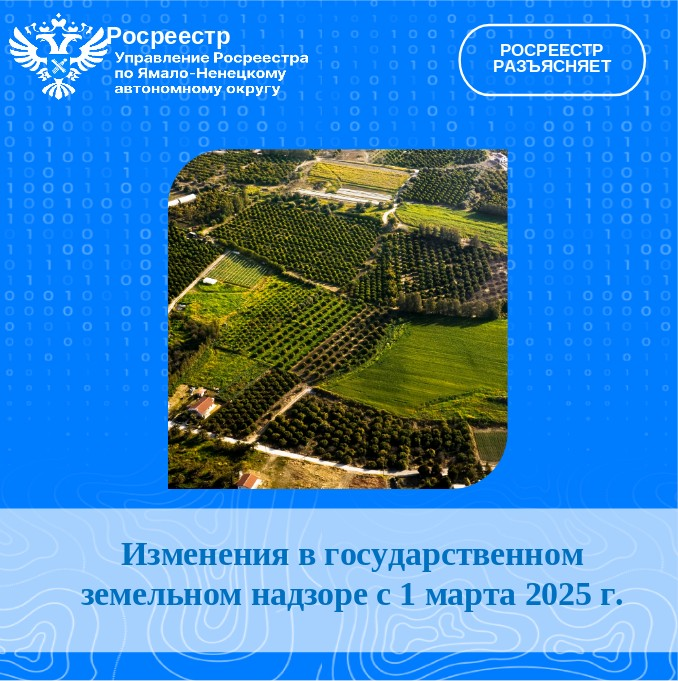 Росреестр
Управление Росреестра
по Ямало-Ненецкому
автономному округу
РОСРЕЕСТР
РАЗЪЯСНЯЕТ
Изменения в государственном
земельном надзоре с 1 марта 2025 г.